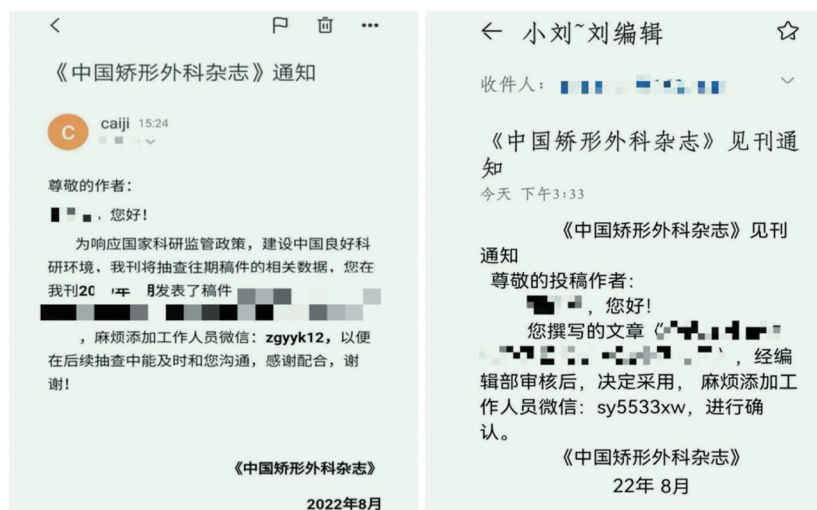 《中国矫形外科杂志》通知
C
caiji 15:24
尊敬的作者：
，您好！
为响应国家科研监管政策，建设中国良好科
研环境，我刊将抽查往期稿件的相关数据，您在
我刊20 年 月发表了稿件
，麻烦添加工作人员微信：zgyyk12，以便
在后续抽查中能及时和您沟通，感谢配合，谢
谢！
《中国矫形外科杂志》
2022年8月
小刘~刘编辑
收件人：
《中国矫形外科杂志》见刊通
知
今天 下午3:33
《中国矫形外科杂志》见刊
通知
尊敬的投稿作者：
，您好！
您撰写的文章《
》，经编
辑部审核后，决定采用， 麻烦添加工
作人员微信：sy5533xw，进行确
认。
《中国矫形外科杂志》
22年 8月